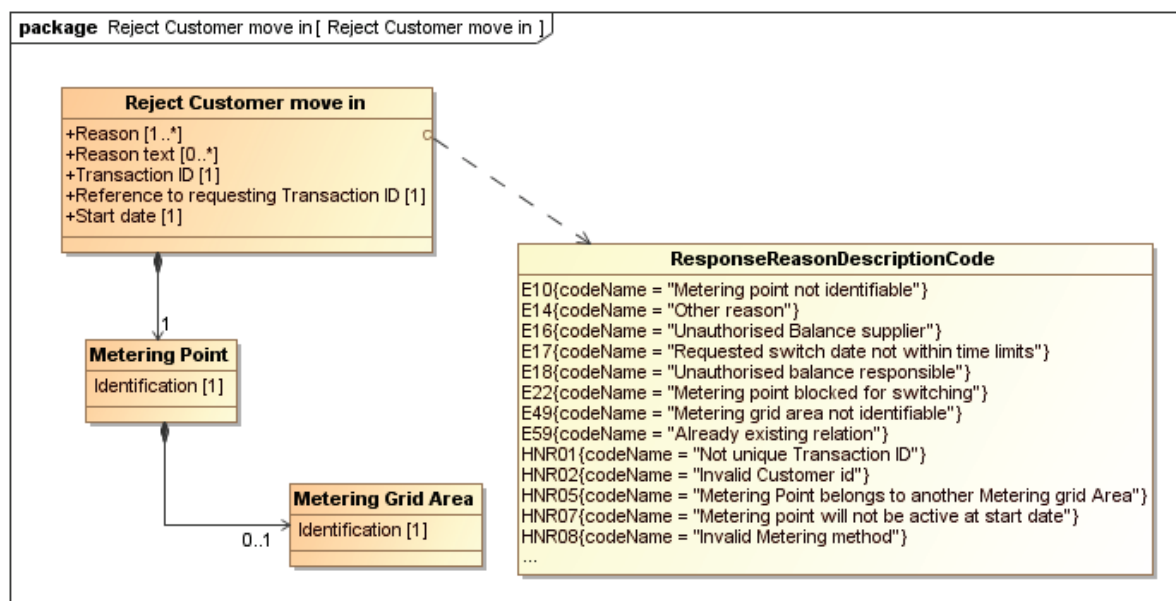 package Reject Customer move in [ Reject Customer move in ]
Reject Customer move in
+Reason [1..*]
+Reason text [0..*]
+Transaction ID [1]
+Reference to requesting Transaction ID [1]
+Start date [1]
1
Metering Point
Identification [1]
0..1
Metering Grid Area
Identification [1]
ResponseReasonDescriptionCode
E10{codeName = "Metering point not identifiable"}
E14{codeName = "Other reason"}
E16{codeName = "Unauthorised Balance supplier"}
E17{codeName = "Requested switch date not within time limits"}
E18{codeName = "Unauthorised balance responsible"}
E22{codeName = "Metering point blocked for switching"}
E49{codeName = "Metering grid area not identifiable"}
E59{codeName = "Already existing relation"}
HNR01{codeName = "Not unique Transaction ID"}
HNR02{codeName = "Invalid Customer id"}
HNR05{codeName = "Metering Point belongs to another Metering grid Area"}
HNR07{codeName = "Metering point will not be active at start date"}
HNR08{codeName = "Invalid Metering method"}
...